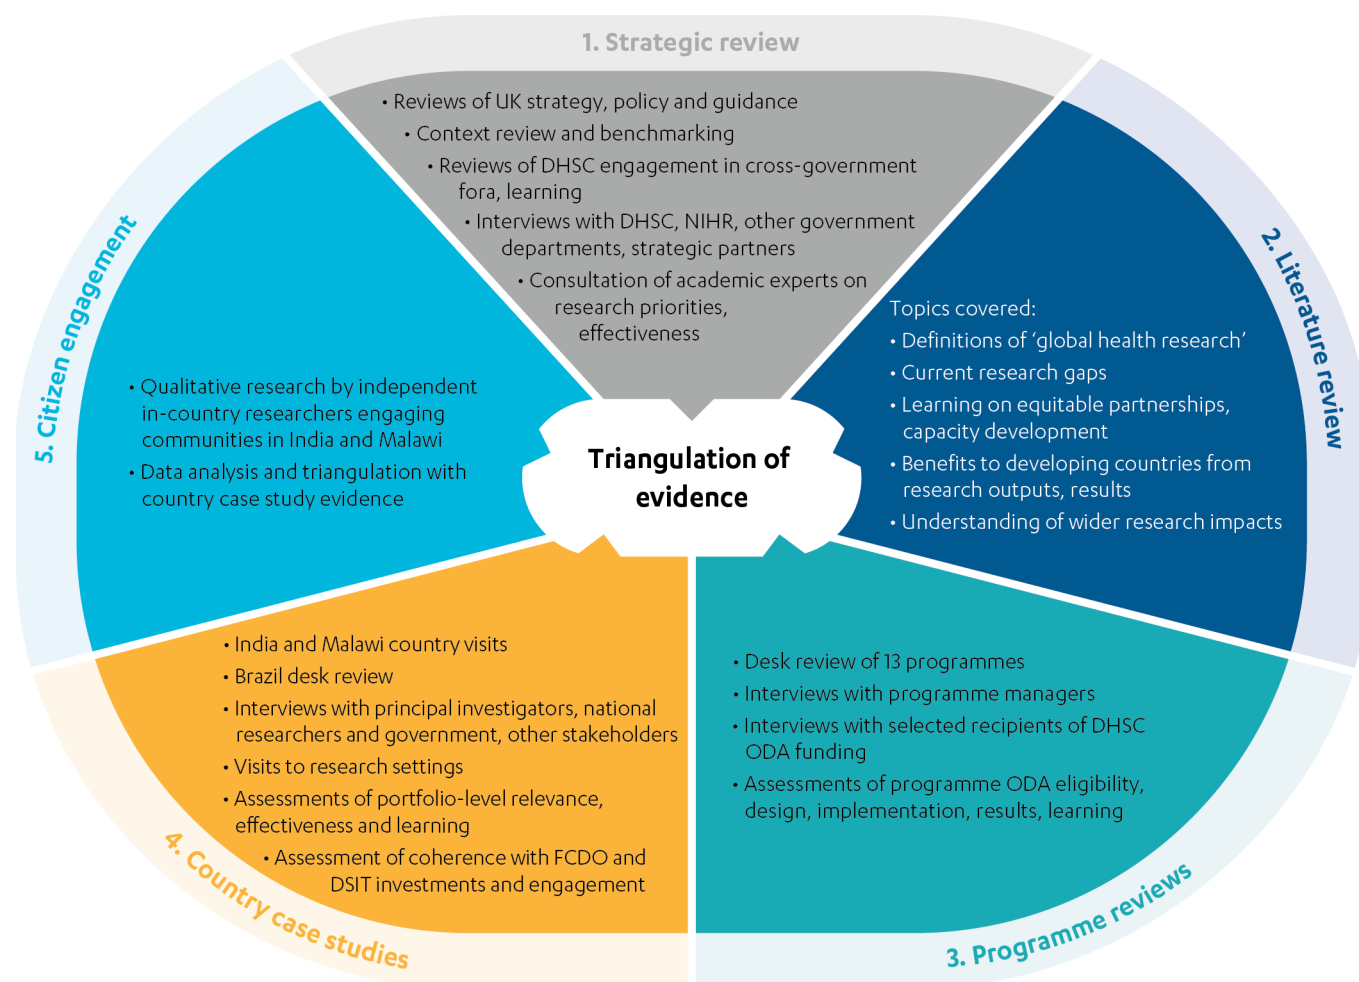 1. Strategic review
• Reviews of UK strategy, policy and guidance
• Context review and benchmarking
• Reviews of DHSC engagement in cross-government
fora, learning
• Interviews with DHSC, NIHR, other government
departments, strategic partners
• Consultation of academic experts on
research priorities,
effectiveness
2. Literature review
Topics covered:
• Definitions of ‘global health research’
• Current research gaps
• Learning on equitable partnerships,
capacity development
• Benefits to developing countries from
research outputs, results
• Understanding of wider research impacts
3. Programme reviews
• Desk review of 13 programmes
• Interviews with programme managers
• Interviews with selected recipients of DHSC
ODA funding
• Assessments of programme ODA eligibility,
design, implementation, results, learning
4. Country case studies
• India and Malawi country visits
• Brazil desk review
• Interviews with principal investigators, national
researchers and government, other stakeholders
• Visits to research settings
• Assessments of portfolio-level relevance,
effectiveness and learning
• Assessment of coherence with FCDO and
DSIT investments and engagement
5. Citizen engagement
• Qualitative research by independent
in-country researchers engaging
communities in India and Malawi
• Data analysis and triangulation with
country case study evidence
Triangulation of
evidence